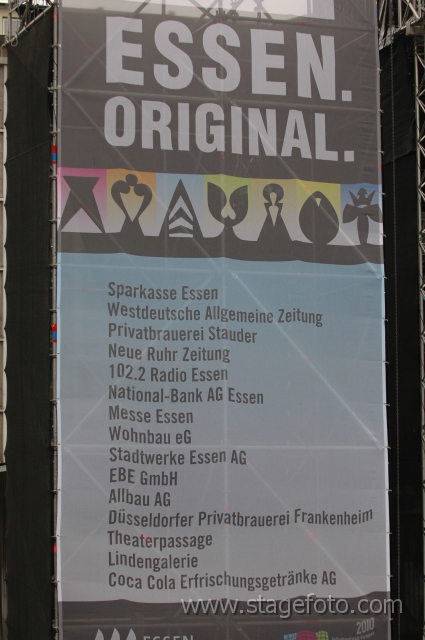 ESSEN.
ORIGINAL.
Sparkasse Essen
Westdeutsche Allgemeine Zeitung
Privatbrauerei Stauder
Neue Ruhr Zeitung
102.2 Radio Essen
National-Bank AG Essen
Messe Essen
Wohnbau eG
Stadtwerke Essen AG
EBE GmbH
Allbau AG
Düsseldorfer Privatbrauerei Frankenheim
Theaterpassage
Lindengalerie
Coca Cola Erfrischungsgetränke AG
www.stagefoto.com
ESSEN
2010